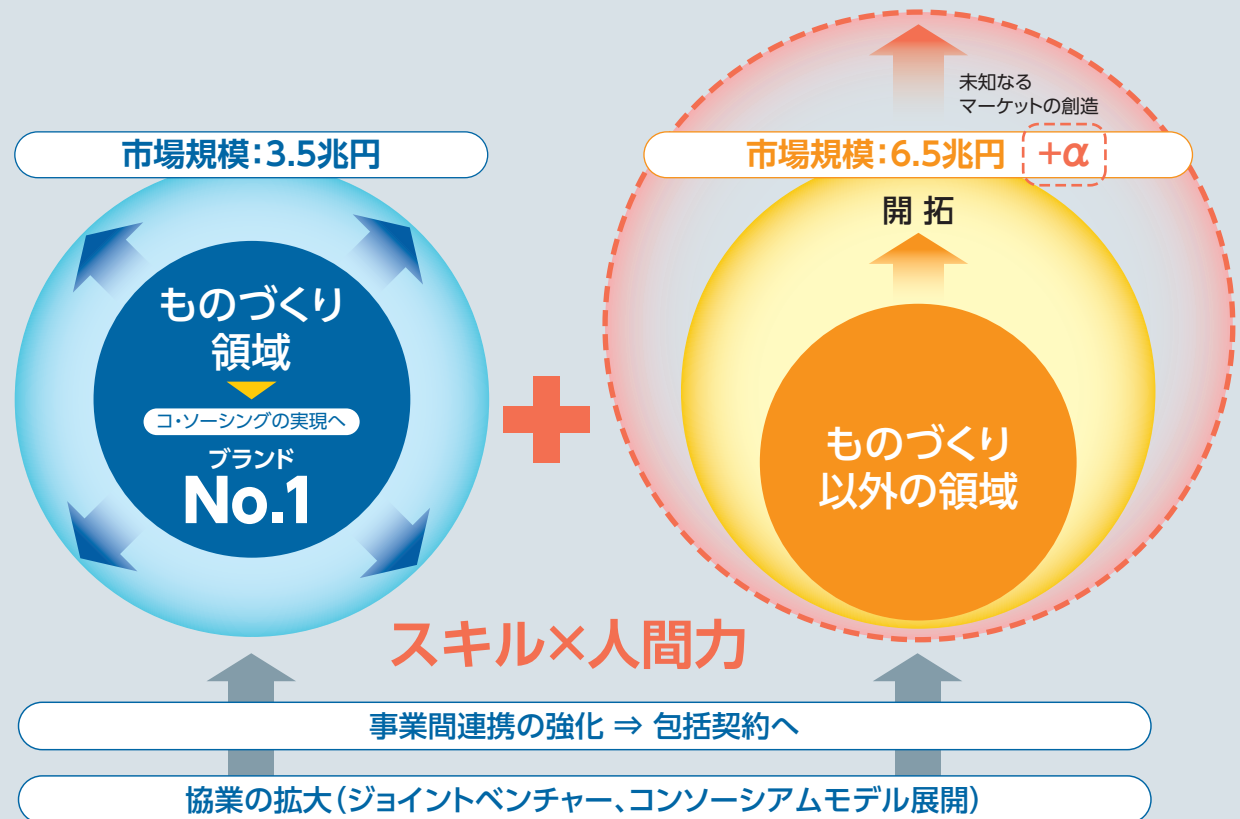 未知なる
マーケットの創造
市場規模：3.5兆円
市場規模：6.5兆円 +α
開拓
ものづくり
領域
コ・ソーシングの実現へ
ブランド
No.1
ものづくり
以外の領域
スキル×人間力
事業間連携の強化 ⇒ 包括契約へ
協業の拡大（ジョイントベンチャー、コンソーシアムモデル展開）